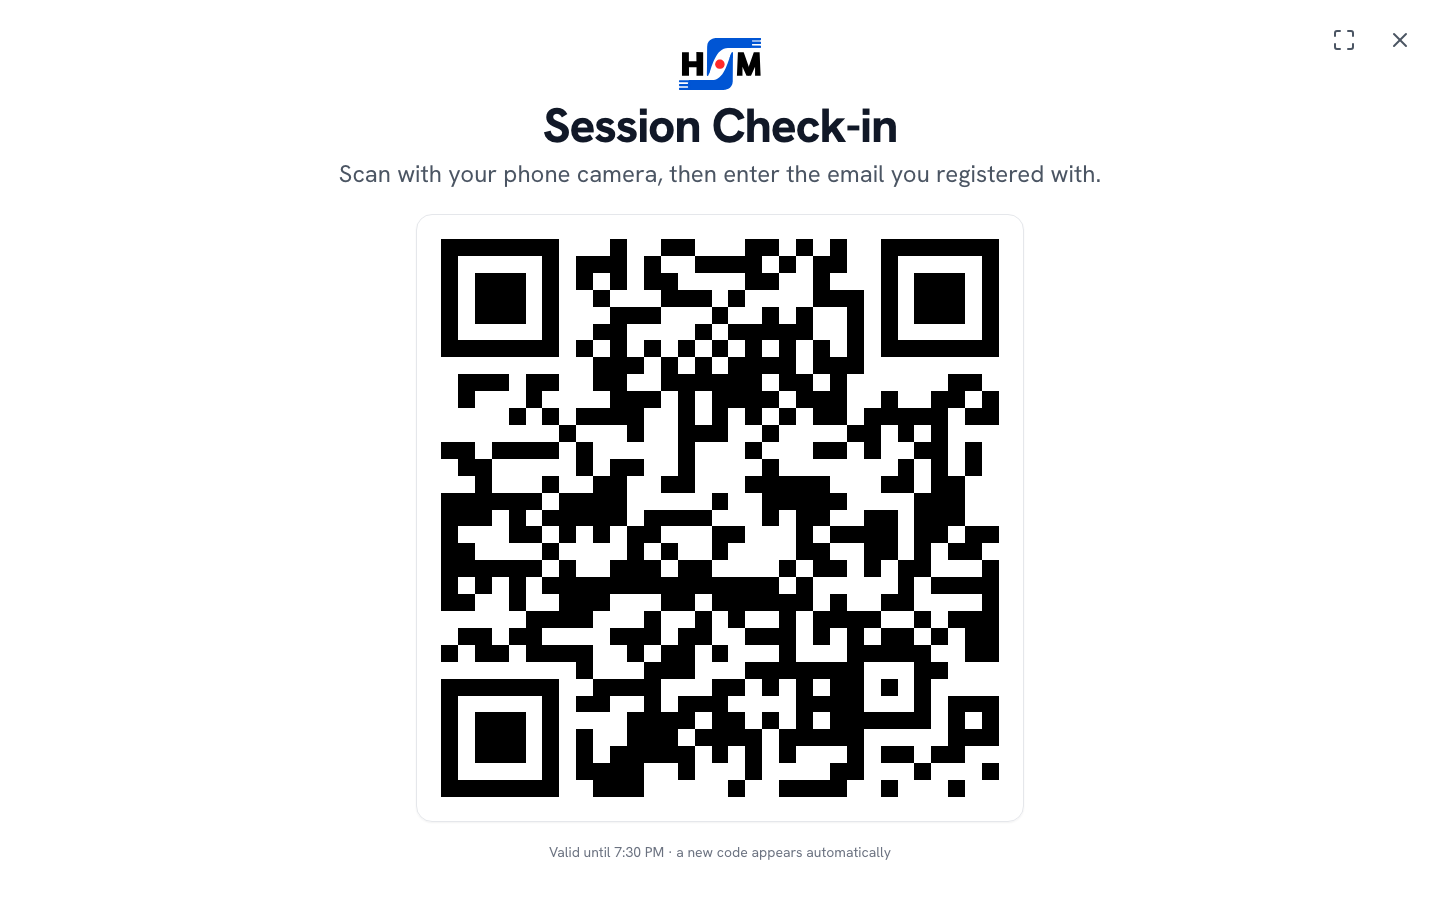 HSM
Session Check-in
Scan with your phone camera, then enter the email you registered with.
Valid until 7:30 PM · a new code appears automatically